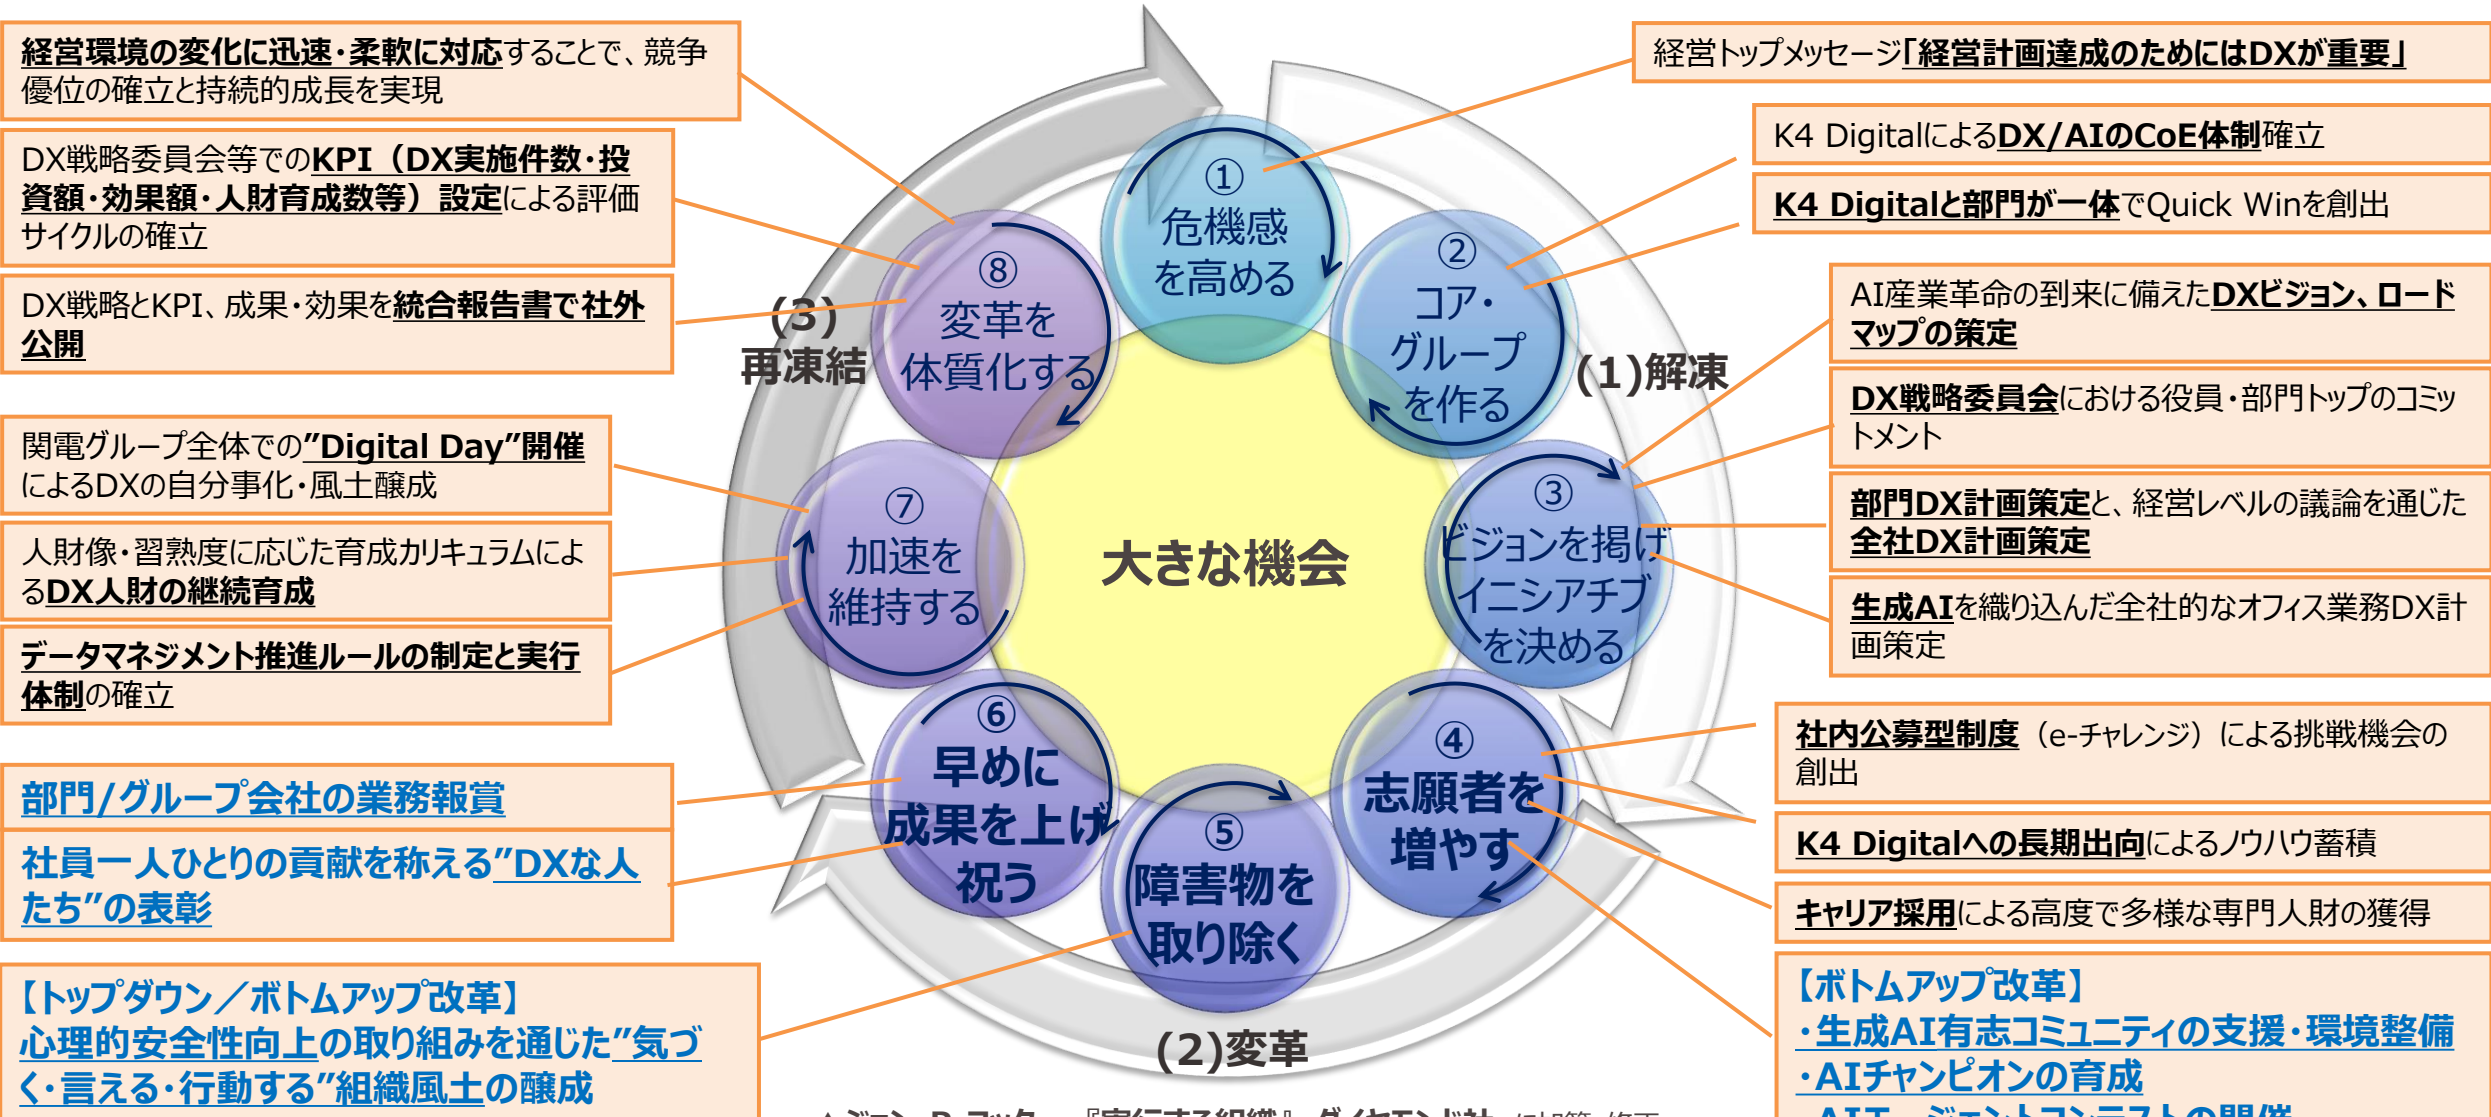 経営環境の変化に迅速・柔軟に対応することで、競争
優位の確立と持続的成長を実現
DX戦略委員会等でのKPI（DX実施件数・投
資額・効果額・人財育成数等）設定による評価
サイクルの確立
DX戦略とKPI、成果・効果を統合報告書で社外
公開
関電グループ全体での”Digital Day”開催
によるDXの自分事化・風土醸成
人財像・習熟度に応じた育成カリキュラムによ
るDX人財の継続育成
データマネジメント推進ルールの制定と実行
体制の確立
部門/グループ会社の業務報賞
社員一人ひとりの貢献を称える”DXな人
たち”の表彰
【トップダウン／ボトムアップ改革】
心理的安全性向上の取り組みを通じた”気づ
く・言える・行動する”組織風土の醸成
①
危機感
を高める
②
コア・
グループ
を作る
③
ビジョンを掲げ
イニシアチブ
を決める
④
志願者を
増やす
⑤
障害物を
取り除く
⑥
早めに
成果を上げ
祝う
⑦
加速を
維持する
⑧
変革を
体質化する
大きな機会
(1)解凍
(2)変革
(3)
再凍結
経営トップメッセージ「経営計画達成のためにはDXが重要」
K4 DigitalによるDX/AIのCoE体制確立
K4 Digitalと部門が一体でQuick Winを創出
AI産業革命の到来に備えたDXビジョン、ロード
マップの策定
DX戦略委員会における役員・部門トップのコミッ
トメント
部門DX計画策定と、経営レベルの議論を通じた
全社DX計画策定
生成AIを織り込んだ全社的なオフィス業務DX計
画策定
社内公募型制度（e-チャレンジ）による挑戦機会の
創出
K4 Digitalへの長期出向によるノウハウ蓄積
キャリア採用による高度で多様な専門人財の獲得
【ボトムアップ改革】
・生成AI有志コミュニティの支援・環境整備
・AIチャンピオンの育成
・AIエージェントコンテストの開催